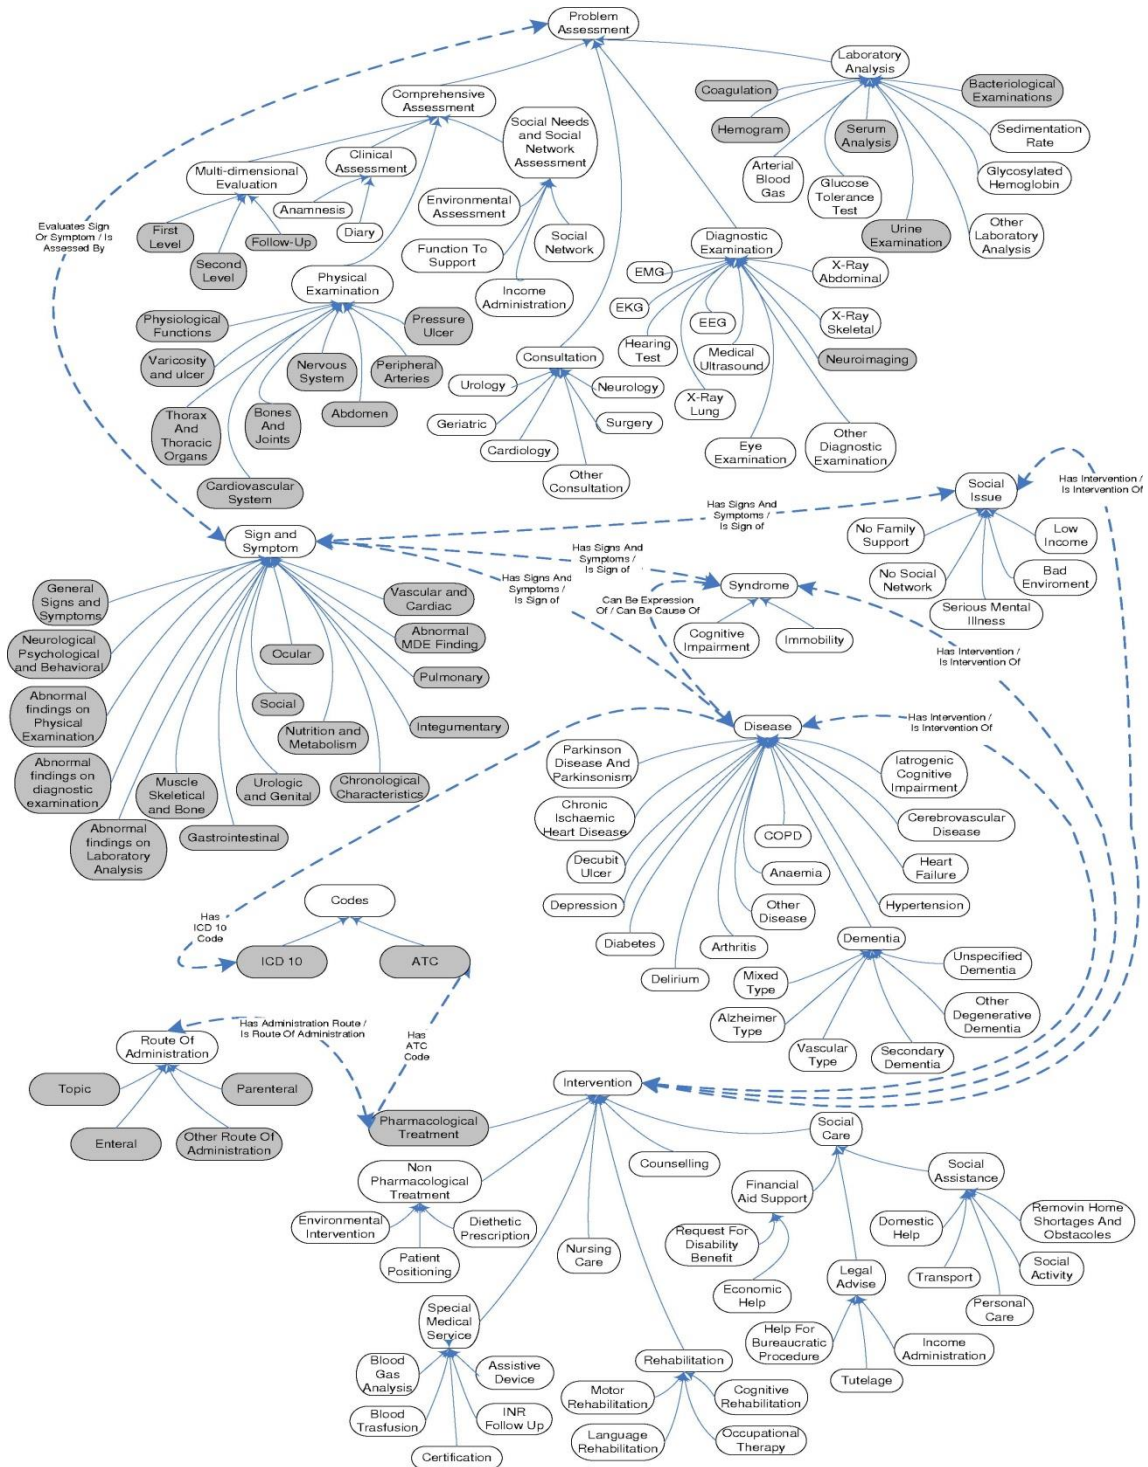 Problem
Assessment
Laboratory
Analysis
Coagulation
Bacteriological
Examinations
Comprehensive
Assessment
Hemogram
Serum
Analysis
Sedimentation
Rate
Social Needs
and Social
Network
Assessment
Clinical
Assessment
Multi-dimensional
Evaluation
Arterial
Blood
Gas
Glucose
Tolerance
Test
Glycosylated
Hemoglobin
Anamnesis
Diary
Environmental
Assessment
Evaluates Sign
Or Symptom / Is
Assessed By
First
Level
Follow-Up
Second
Level
Function To
Support
Social
Network
Income
Administration
Diagnostic
Examination
Urine
Examination
Other
Laboratory
Analysis
Physical
Examination
EMG
X-Ray
Abdominal
Physiological
Functions
Pressure
Ulcer
EKG
EEG
X-Ray
Skeletal
Hearing
Test
Medical
Ultrasound
Neuroimaging
Varicosity
and ulcer
Nervous
System
Peripheral
Arteries
Consultation
Urology
Neurology
X-Ray
Lung
Thorax
And
Thoracic
Organs
Bones
And
Joints
Abdomen
Geriatric
Surgery
Cardiology
Eye
Examination
Other
Diagnostic
Examination
Cardiovascular
System
Other
Consultation
Social
Issue
Has Intervention /
Is Intervention Of
Has Signs And
Symptoms /
Is Sign of
No Family
Support
Low
Income
Sign and
Symptom
Has Signs And
Symptoms /
Is Sign of
No Social
Network
Bad
Enviroment
Serious Mental
Illness
Has Signs And
Symptoms /
Is Sign of
Syndrome
General
Signs and
Symptoms
Vascular and
Cardiac
Can Be Expression
Of / Can Be Cause Of
Cognitive
Impairment
Immobility
Has Intervention /
Is Intervention Of
Neurological
Psychological
and Behavioral
Ocular
Abnormal
MDE Finding
Pulmonary
Abnormal
findings on
Physical
Examination
Social
Integumentary
Disease
Has Intervention /
Is Intervention Of
Nutrition and
Metabolism
Parkinson
Disease And
Parkinsonism
Iatrogenic
Cognitive
Impairment
Abnormal
findings on
diagnostic
examination
Muscle
Skeletical
and Bone
Urologic
and Genital
Chronological
Characteristics
Chronic
Ischaemic
Heart Disease
COPD
Cerebrovascular
Disease
Abnormal
findings on
Laboratory
Analysis
Gastrointestinal
Decubit
Ulcer
Anaemia
Heart
Failure
Codes
Depression
Other
Disease
Hypertension
Has
ICD 10
Code
Diabetes
Arthritis
Dementia
ICD 10
ATC
Delirium
Mixed
Type
Unspecified
Dementia
Alzheimer
Type
Other
Degenerative
Dementia
Has Administration Route /
Is Route Of Administration
Has
ATC
Code
Vascular
Type
Secondary
Dementia
Route Of
Administration
Topic
Parenteral
Intervention
Enteral
Other Route Of
Administration
Pharmacological
Treatment
Social
Care
Non
Pharmacological
Treatment
Counselling
Financial
Aid Support
Social
Assistance
Environmental
Intervention
Diethetic
Prescription
Patient
Positioning
Nursing
Care
Request For
Disability
Benefit
Domestic
Help
Removin Home
Shortages And
Obstacoles
Economic
Help
Legal
Advise
Transport
Social
Activity
Personal
Care
Special
Medical
Service
Help For
Bureaucratic
Procedure
Income
Administration
Blood
Gas
Analysis
Assistive
Device
Rehabilitation
Tutelage
Motor
Rehabilitation
Cognitive
Rehabilitation
Blood
Trasfusion
INR
Follow Up
Language
Rehabilitation
Occupational
Therapy
Certification